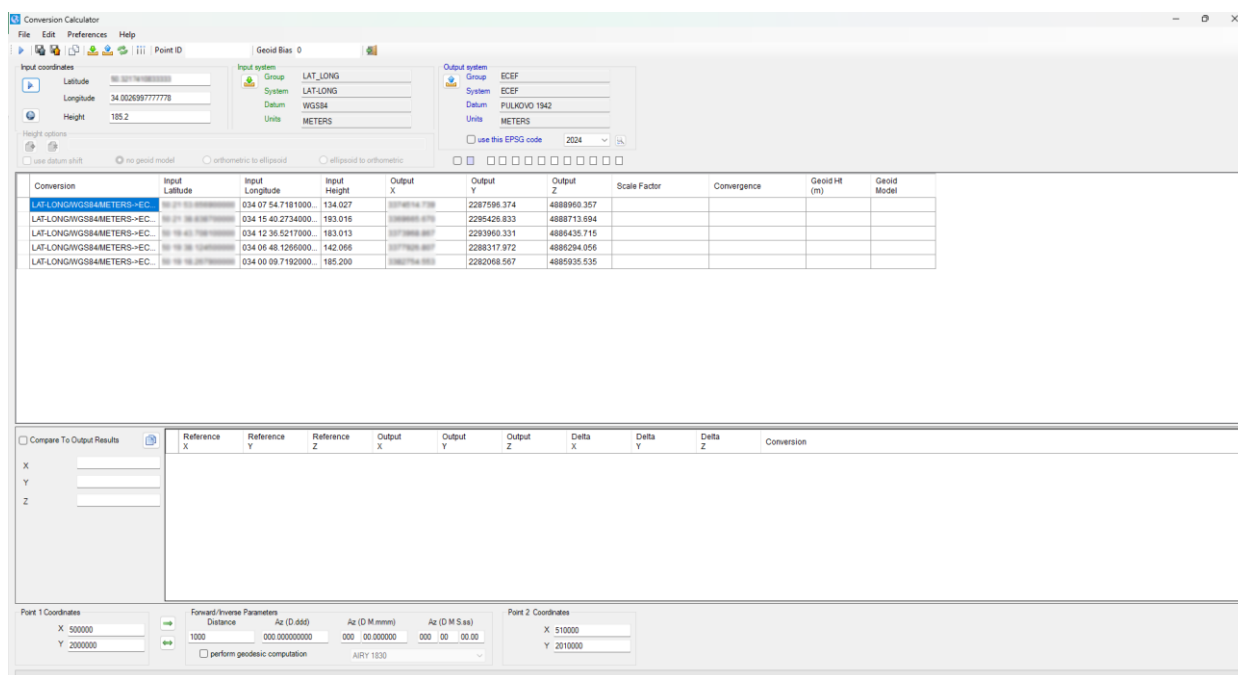 Conversion Calculator
File Edit Preferences Help
Point ID Geoid Bias 0
Input coordinates
Latitude
Longitude 34.0026997777778
Height 185.2
Input system
Group LAT_LONG
System LAT-LONG
Datum WGS84
Units METERS
Output system
Group ECEF
System ECEF
Datum PULKOVO 1942
Units METERS
use this EPSG code 2024
Height options
use datum shift no geoid model orthometric to ellipsoid ellipsoid to orthometric
Conversion Input Latitude Input Longitude Input Height Output X Output Y Output Z Scale Factor Convergence Geoid Ht (m) Geoid Model
LAT-LONG/WGS84/METERS->EC... 034 07 54.7181000... 134.027 2287596.374 4888960.357
LAT-LONG/WGS84/METERS->EC... 034 15 40.2734000... 193.016 2295426.833 4888713.694
LAT-LONG/WGS84/METERS->EC... 034 12 36.5217000... 183.013 2293960.331 4886435.715
LAT-LONG/WGS84/METERS->EC... 034 06 48.1266000... 142.066 2288317.972 4886294.056
LAT-LONG/WGS84/METERS->EC... 034 00 09.7192000... 185.200 2282068.567 4885935.535
Compare To Output Results
X
Y
Z
Reference X Reference Y Reference Z Output X Output Y Output Z Delta X Delta Y Delta Z Conversion
Point 1 Coordinates
X 500000
Y 2000000
Forward/Inverse Parameters
Distance Az (D.ddd) Az (D M.mmm) Az (D M S.ss)
1000 000.000000000 000 00.000000 000 00 00.00
perform geodesic computation AIRY 1830
Point 2 Coordinates
X 510000
Y 2010000